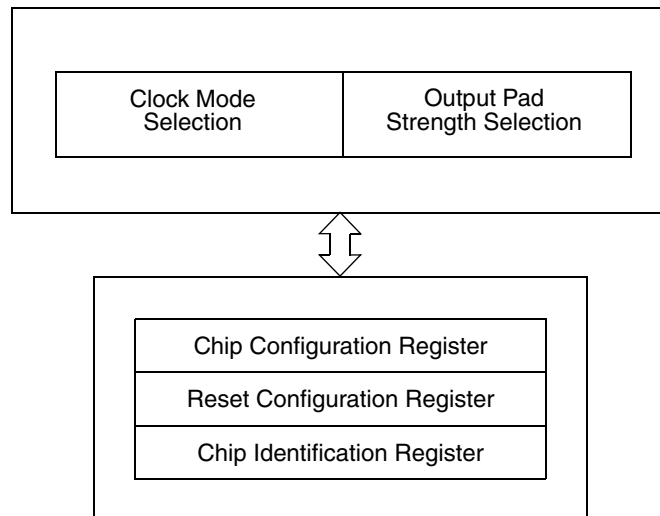 Clock Mode
Selection
Output Pad
Strength Selection
Chip Configuration Register
Reset Configuration Register
Chip Identification Register